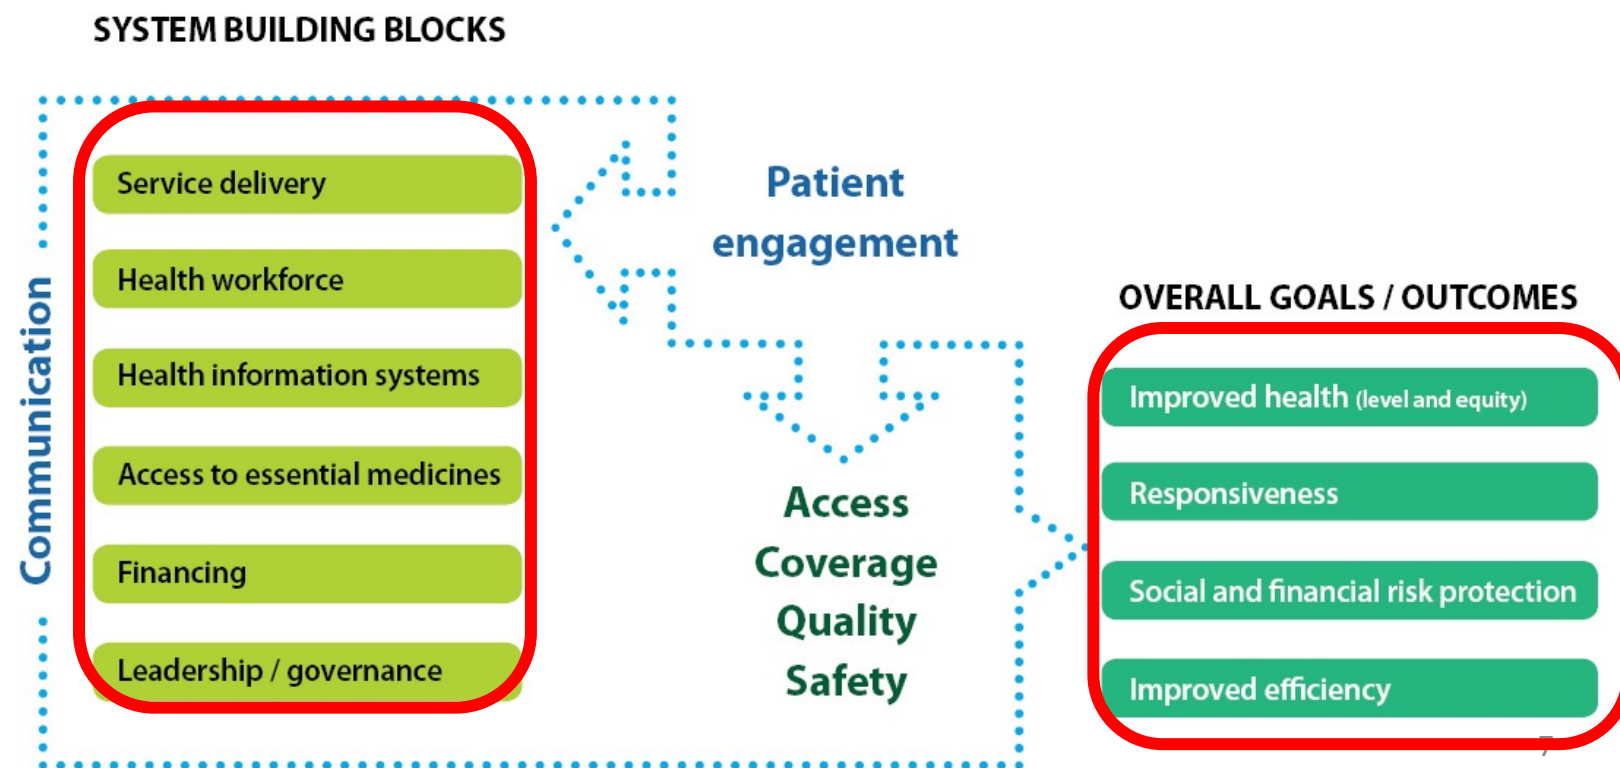 SYSTEM BUILDING BLOCKS
Communication
Service delivery
Health workforce
Health information systems
Access to essential medicines
Financing
Leadership / governance
Patient
engagement
Access
Coverage
Quality
Safety
OVERALL GOALS / OUTCOMES
Improved health (level and equity)
Responsiveness
Social and financial risk protection
Improved efficiency
7